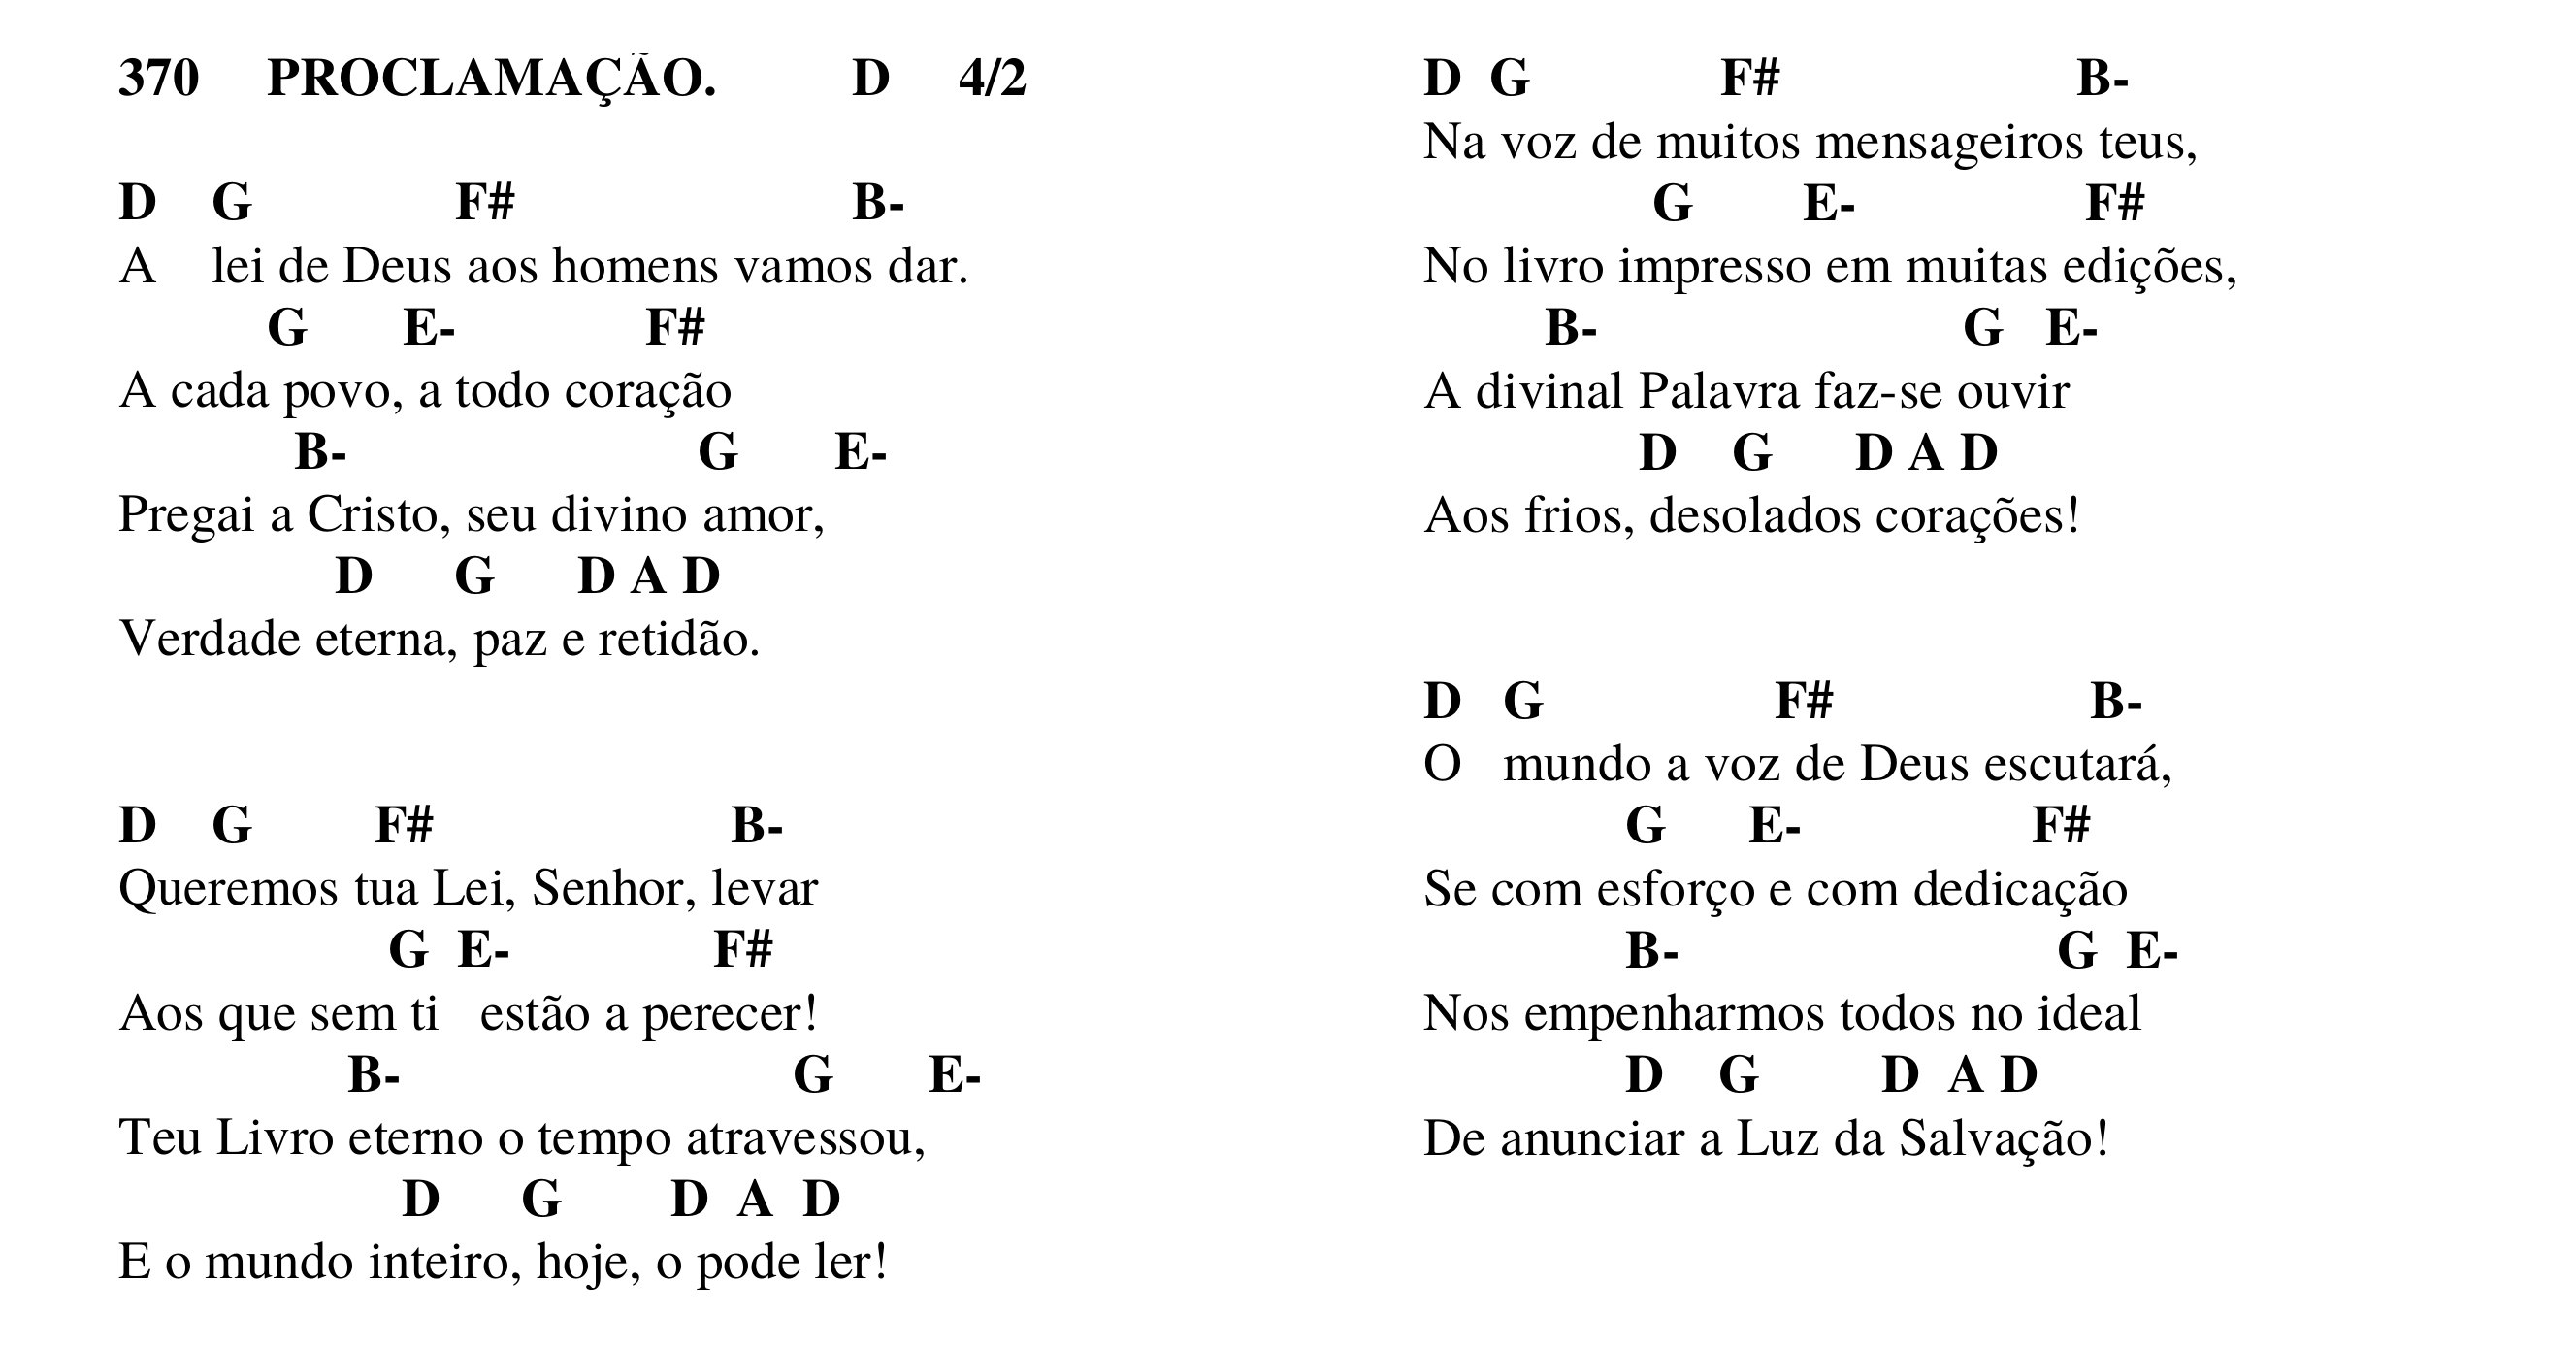 370 PROCLAMAÇÃO. D 4/2
D G F# B-
A lei de Deus aos homens vamos dar.
G E- F#
A cada povo, a todo coração
B- G E-
Pregai a Cristo, seu divino amor,
D G D A D
Verdade eterna, paz e retidão.
D G F# B-
Queremos tua Lei, Senhor, levar
G E- F#
Aos que sem ti estão a perecer!
B- G E-
Teu Livro eterno o tempo atravessou,
D G D A D
E o mundo inteiro, hoje, o pode ler!
D G F# B-
Na voz de muitos mensageiros teus,
G E- F#
No livro impresso em muitas edições,
B- G E-
A divinal Palavra faz-se ouvir
D G D A D
Aos frios, desolados corações!
D G F# B-
O mundo a voz de Deus escutará,
G E- F#
Se com esforço e com dedicação
B- G E-
Nos empenharmos todos no ideal
D G D A D
De anunciar a Luz da Salvação!